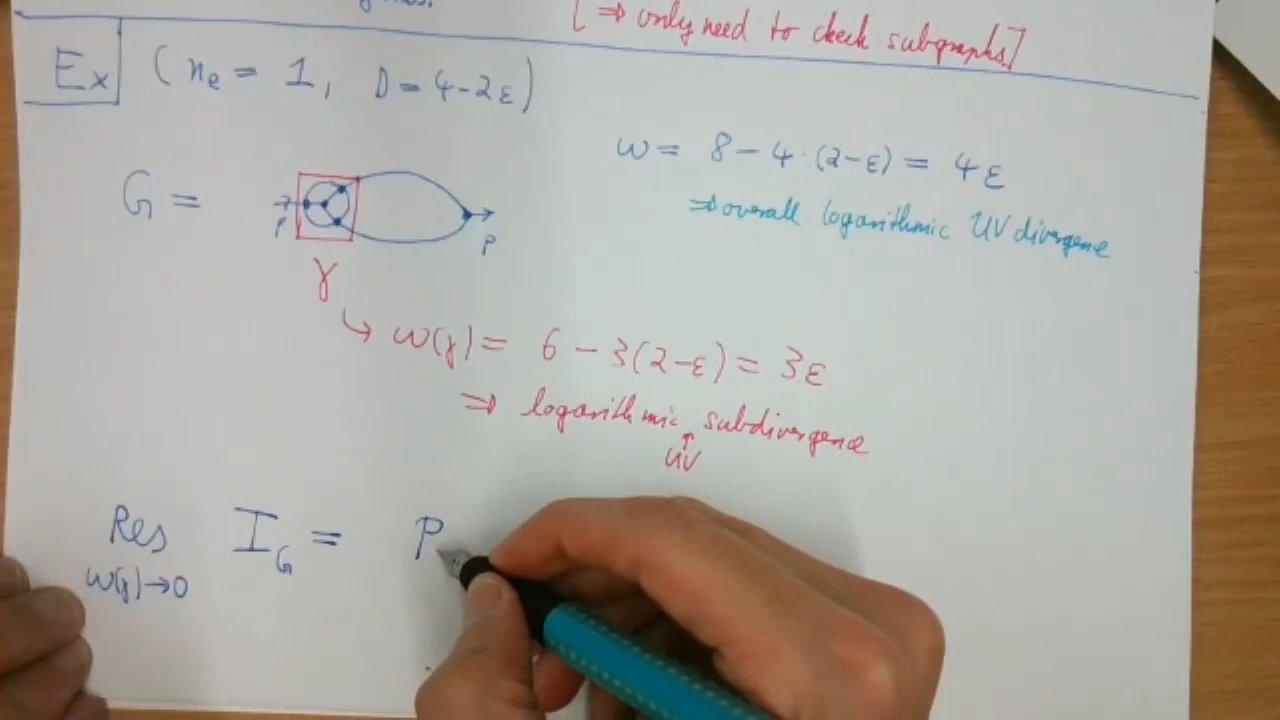 [ ⇒ only need to check subgraphs]
Ex (n_e = 1, D = 4-2ε)
ω = 8 - 4·(2-ε) = 4ε
⇒ overall logarithmic UV divergence
G =
p p
γ
↳ ω(γ) = 6 - 3(2-ε) = 3ε
⇒ logarithmic subdivergence
↑
UV
Res I_G = P
ω(γ)→0